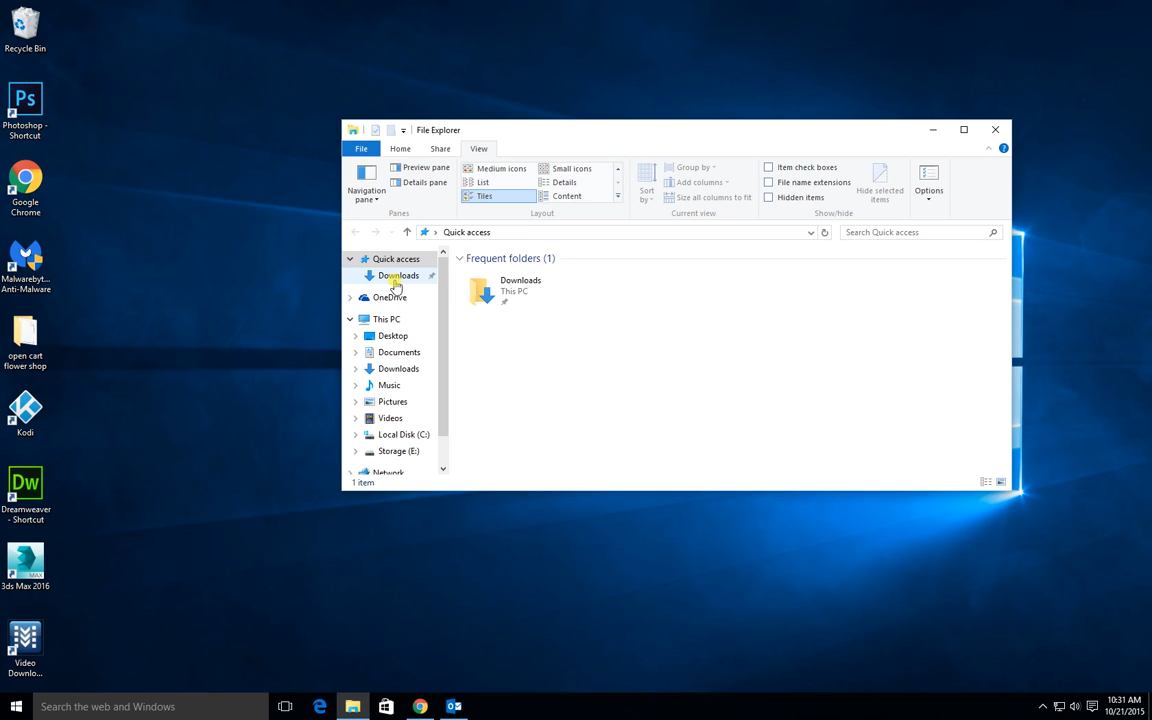 Recycle Bin
Photoshop -
Shortcut
Google
Chrome
Malwarebyt...
Anti-Malware
open cart
flower shop
Kodi
Dreamweaver
- Shortcut
3ds Max 2016
Video
Downlo...
File Explorer
File
Home
Share
View
Navigation
pane
Preview pane
Details pane
Panes
Medium icons
Small icons
List
Details
Tiles
Content
Layout
Sort
by
Group by
Add columns
Size all columns to fit
Current view
Item check boxes
File name extensions
Hidden items
Hide selected
items
Show/hide
Options
Quick access
Search Quick access
Quick access
Downloads
OneDrive
This PC
Desktop
Documents
Downloads
Music
Pictures
Videos
Local Disk (C:)
Storage (E:)
Network
Frequent folders (1)
Downloads
This PC
1 item
Search the web and Windows
10:31 AM
10/21/2015
Ps
Dw
MAX